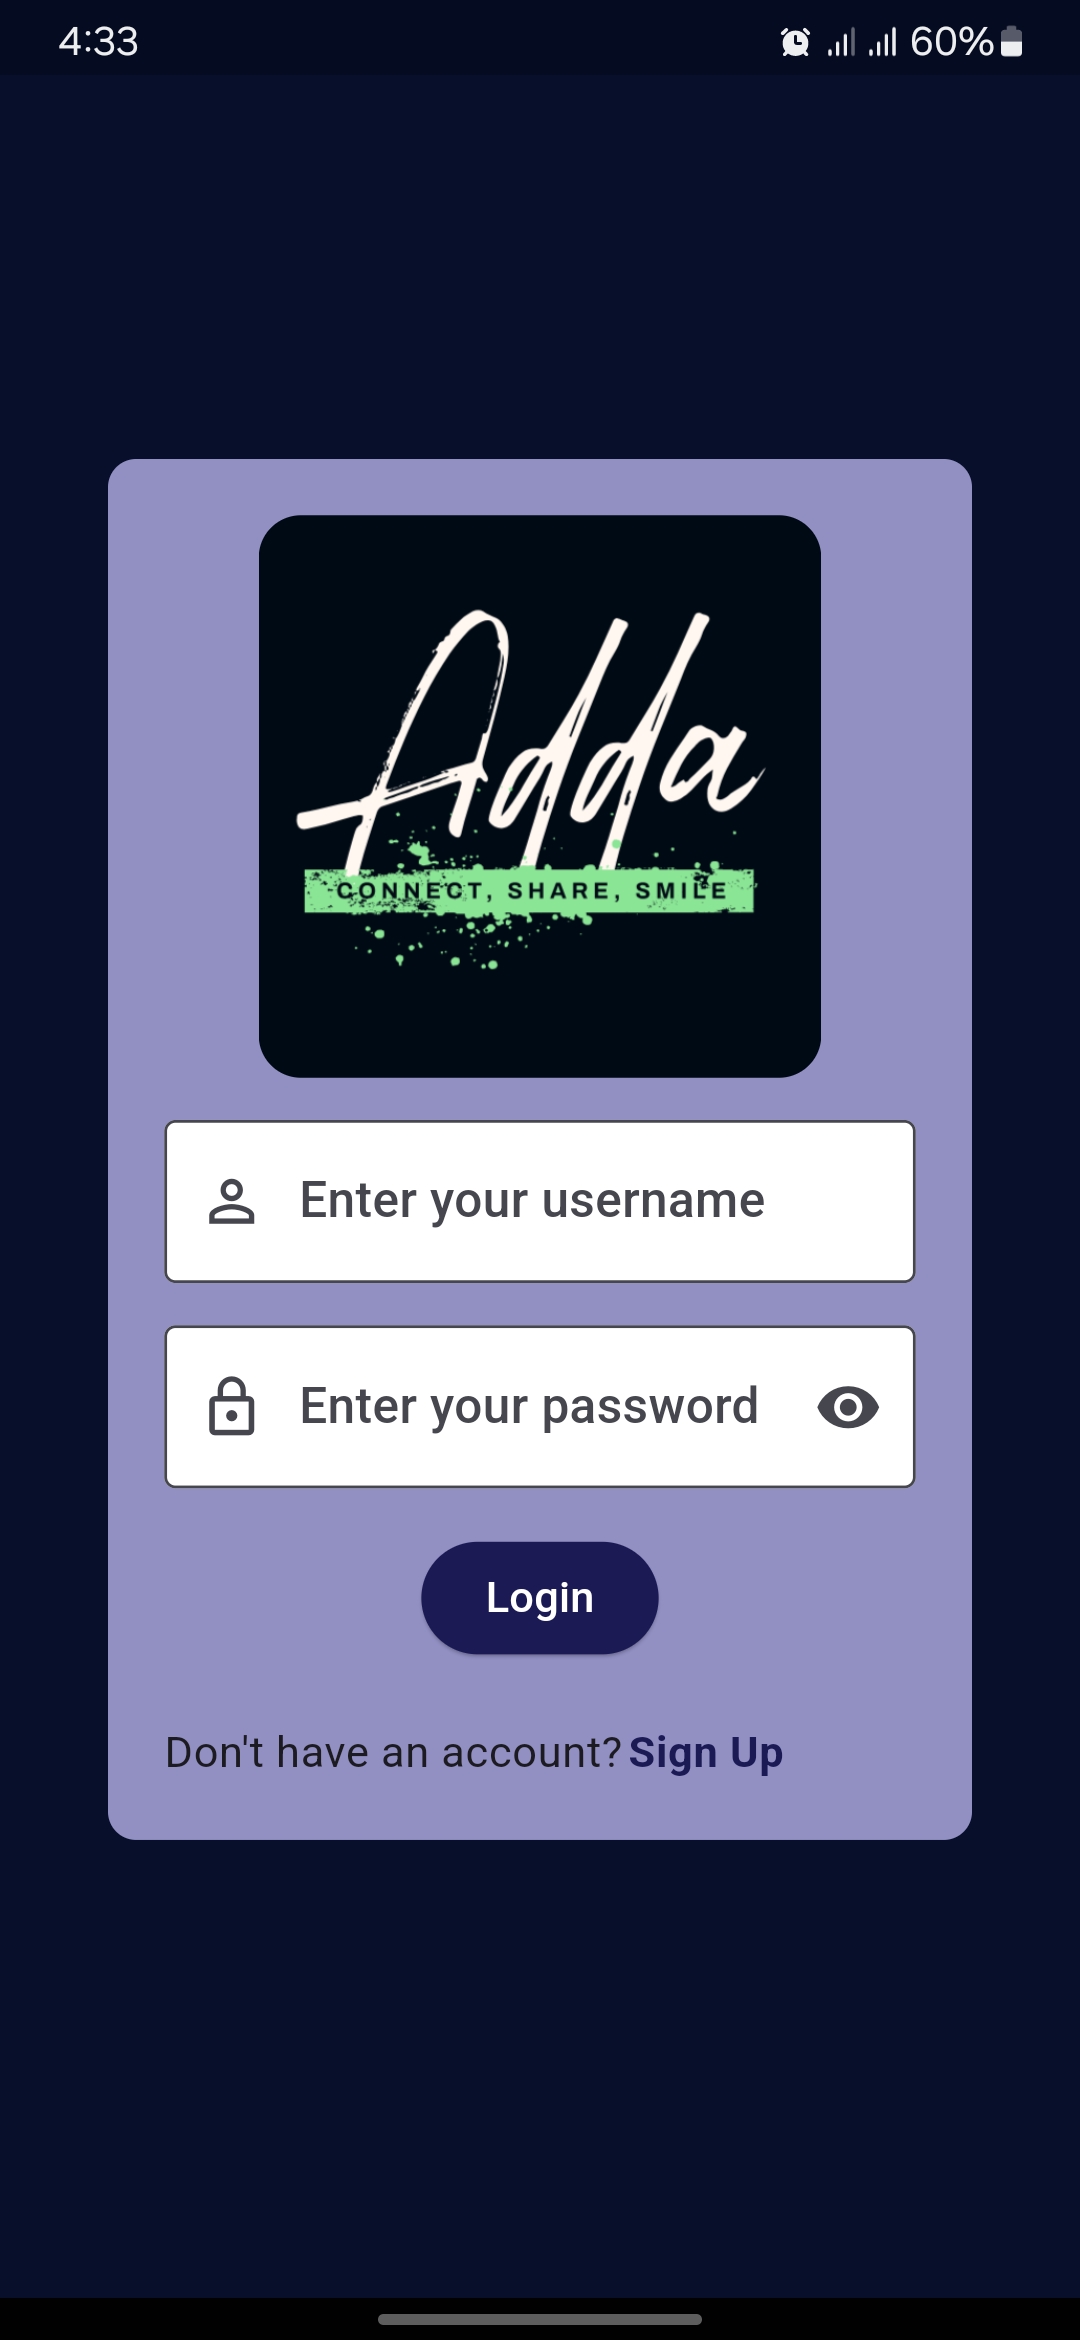 4:33
60%
Adda
CONNECT, SHARE, SMILE
Enter your username
Enter your password
Login
Don't have an account? Sign Up